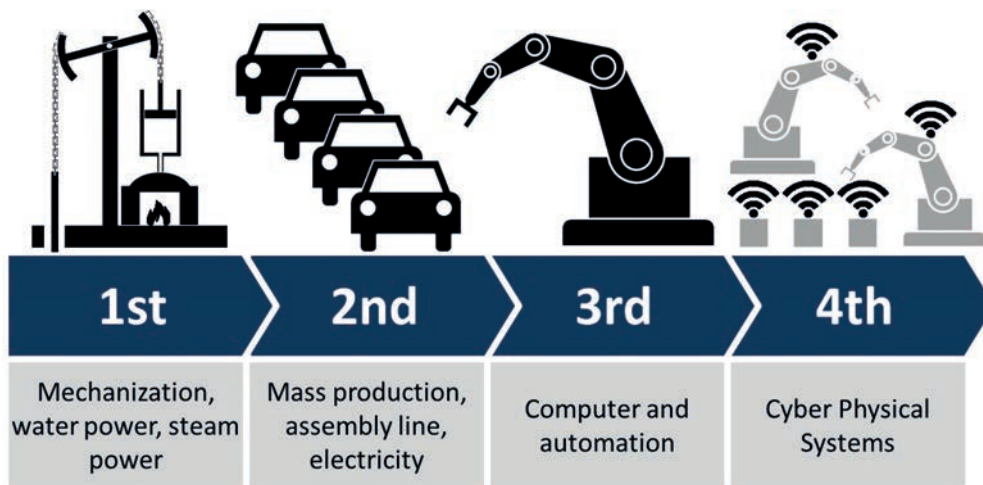 1st
2nd
3rd
4th
Mechanization,
water power, steam
power
Mass production,
assembly line,
electricity
Computer and
automation
Cyber Physical
Systems